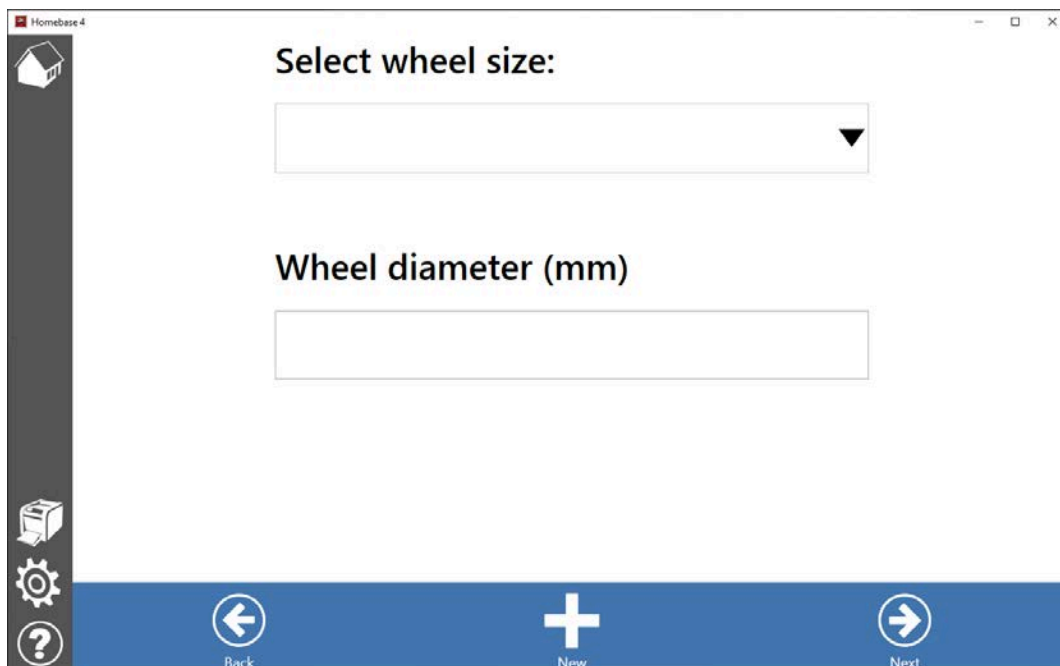 Homebase 4
Select wheel size:
Wheel diameter (mm)
?
Back
New
Next